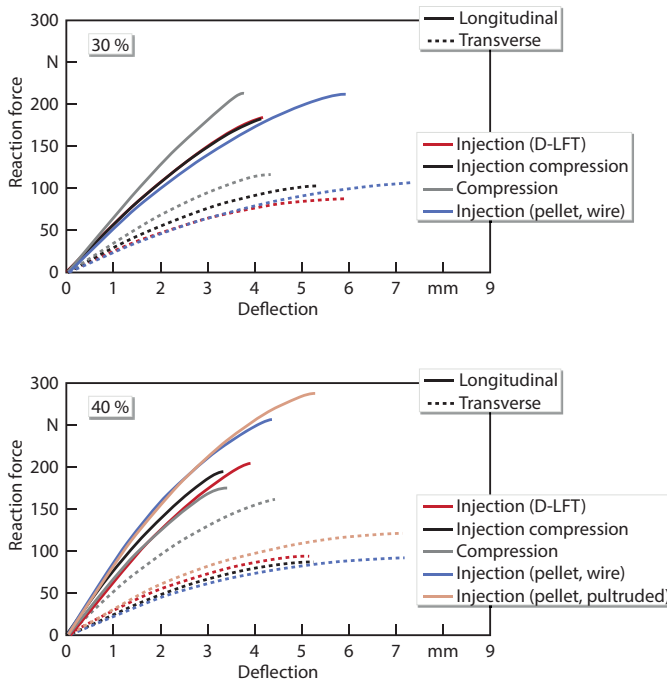 300
30 %
Longitudinal
Transverse
N
200
150
100
50
0
Reaction force
Injection (D-LFT)
Injection compression
Compression
Injection (pellet, wire)
0 1 2 3 4 5 6 7 mm 9
Deflection
300
40 %
Longitudinal
Transverse
N
200
150
100
50
0
Reaction force
Injection (D-LFT)
Injection compression
Compression
Injection (pellet, wire)
Injection (pellet, pultruded)
0 1 2 3 4 5 6 7 mm 9
Deflection